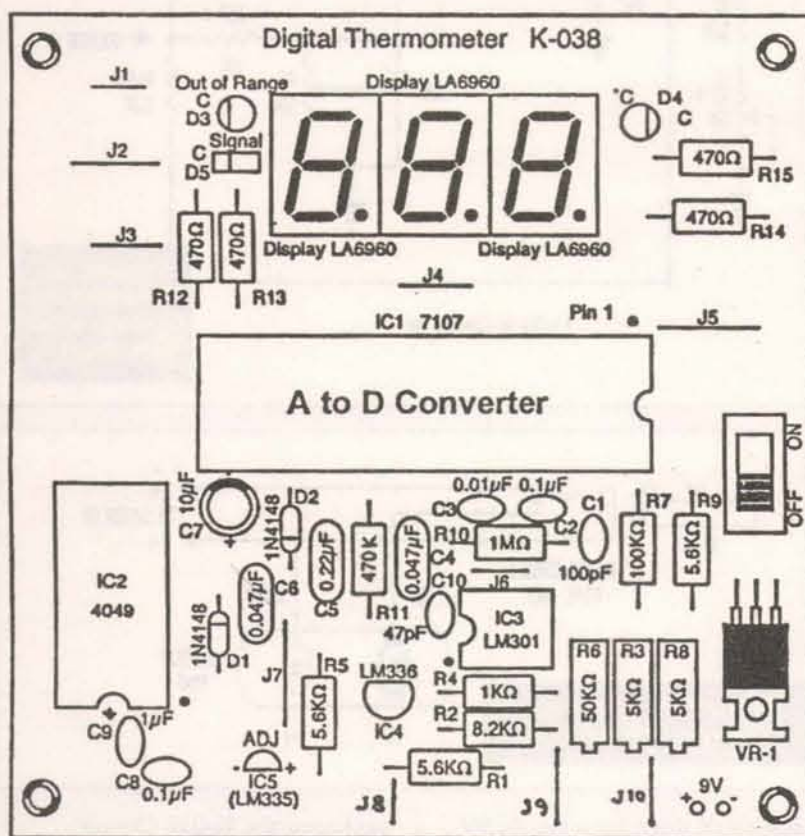 Digital Thermometer K-038
J1
Out of Range
C
D3
Display LA6960
°C D4
C
J2
Signal
C
D5
470Ω
R15
J3
470Ω
470Ω
470Ω
R14
R12
R13
Display LA6960
Display LA6960
J4
IC1 7107
Pin 1
J5
A to D Converter
ON
OFF
10µF
C7
+
1N4148
D2
0.22µF
C5
470K
R11
0.047µF
C4
0.01µF
C3
0.1µF
C2
R10
1MΩ
C1
100pF
R7
100KΩ
R9
5.6KΩ
IC2
4049
1N4148
D1
0.047µF
C6
C10
47pF
J6
IC3
LM301
J7
R5
5.6KΩ
LM336
IC4
R4
1KΩ
R2
8.2KΩ
R6
50KΩ
R3
5KΩ
R8
5KΩ
VR-1
+
C9
1µF
C8
0.1µF
ADJ
- +
IC5
(LM335)
5.6KΩ
R1
J8
J9
J10
9V
+ -